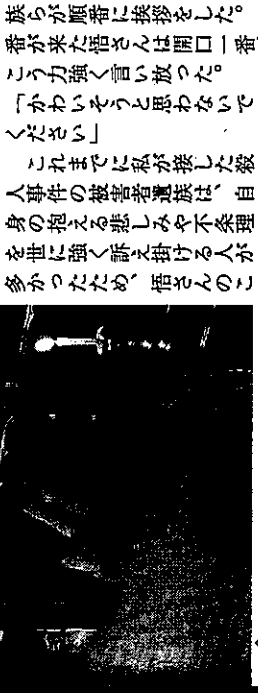 族らが順番に挨拶をした。
番が来た悟さんは開口一番、
こう力強く言い放った。
「かわいそうと思わないで
ください」
これまでに私が接した殺
人事件の被害者遺族は、自
身の抱える悲しみや不条理
を世に強く訴え掛ける人が
多かったため、悟さんのこ